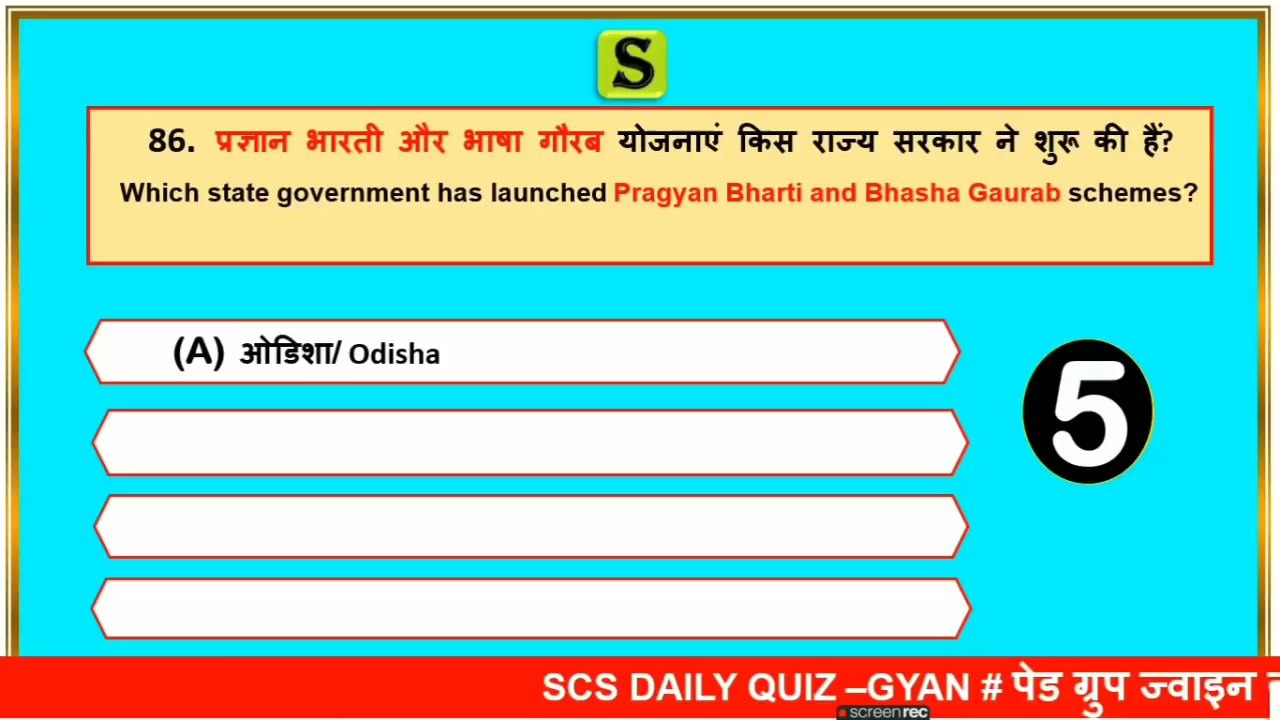 S
86. प्रज्ञान भारती और भाषा गौरब योजनाएं किस राज्य सरकार ने शुरू की हैं?
Which state government has launched Pragyan Bharti and Bhasha Gaurab schemes?
(A) ओडिशा/ Odisha
5
SCS DAILY QUIZ –GYAN # पेड ग्रुप ज्वाइन
screenrec